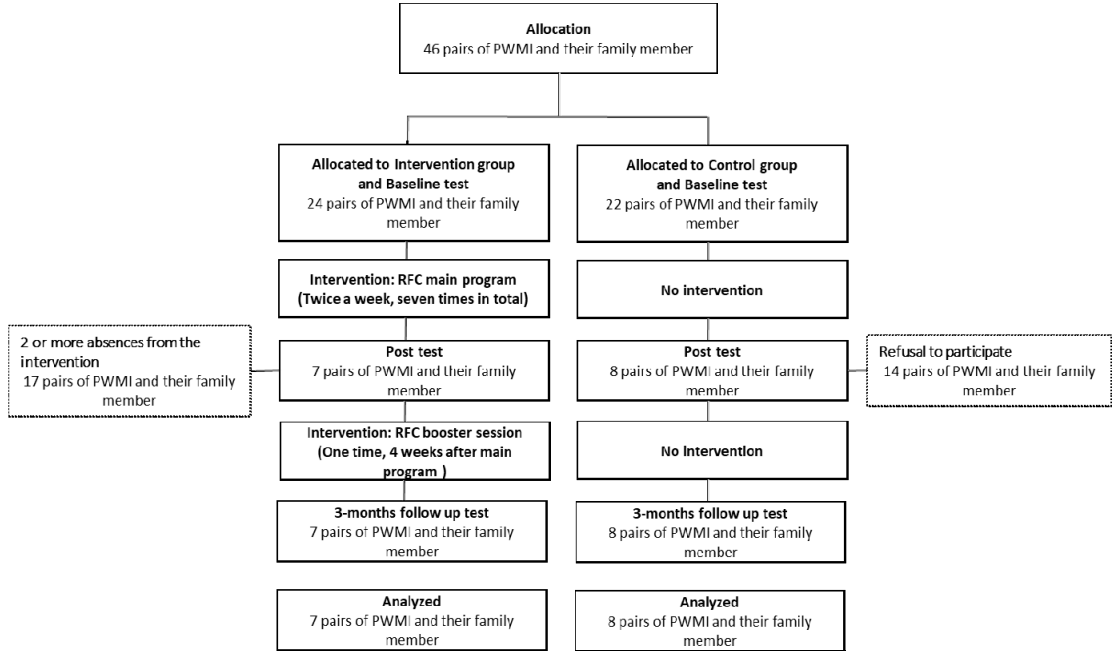 Allocation
46 pairs of PWMI and their family member
Allocated to Intervention group
and Baseline test
24 pairs of PWMI and their family
member
Allocated to Control group
and Baseline test
22 pairs of PWMI and their family
member
Intervention: RFC main program
(Twice a week, seven times in total)
No intervention
2 or more absences from the
intervention
17 pairs of PWMI and their family
member
Post test
7 pairs of PWMI and their family
member
Post test
8 pairs of PWMI and their family
member
Refusal to participate
14 pairs of PWMI and their family
member
Intervention: RFC booster session
(One time, 4 weeks after main
program )
No intervention
3-months follow up test
7 pairs of PWMI and their family
member
3-months follow up test
8 pairs of PWMI and their family
member
Analyzed
7 pairs of PWMI and their family
member
Analyzed
8 pairs of PWMI and their family
member